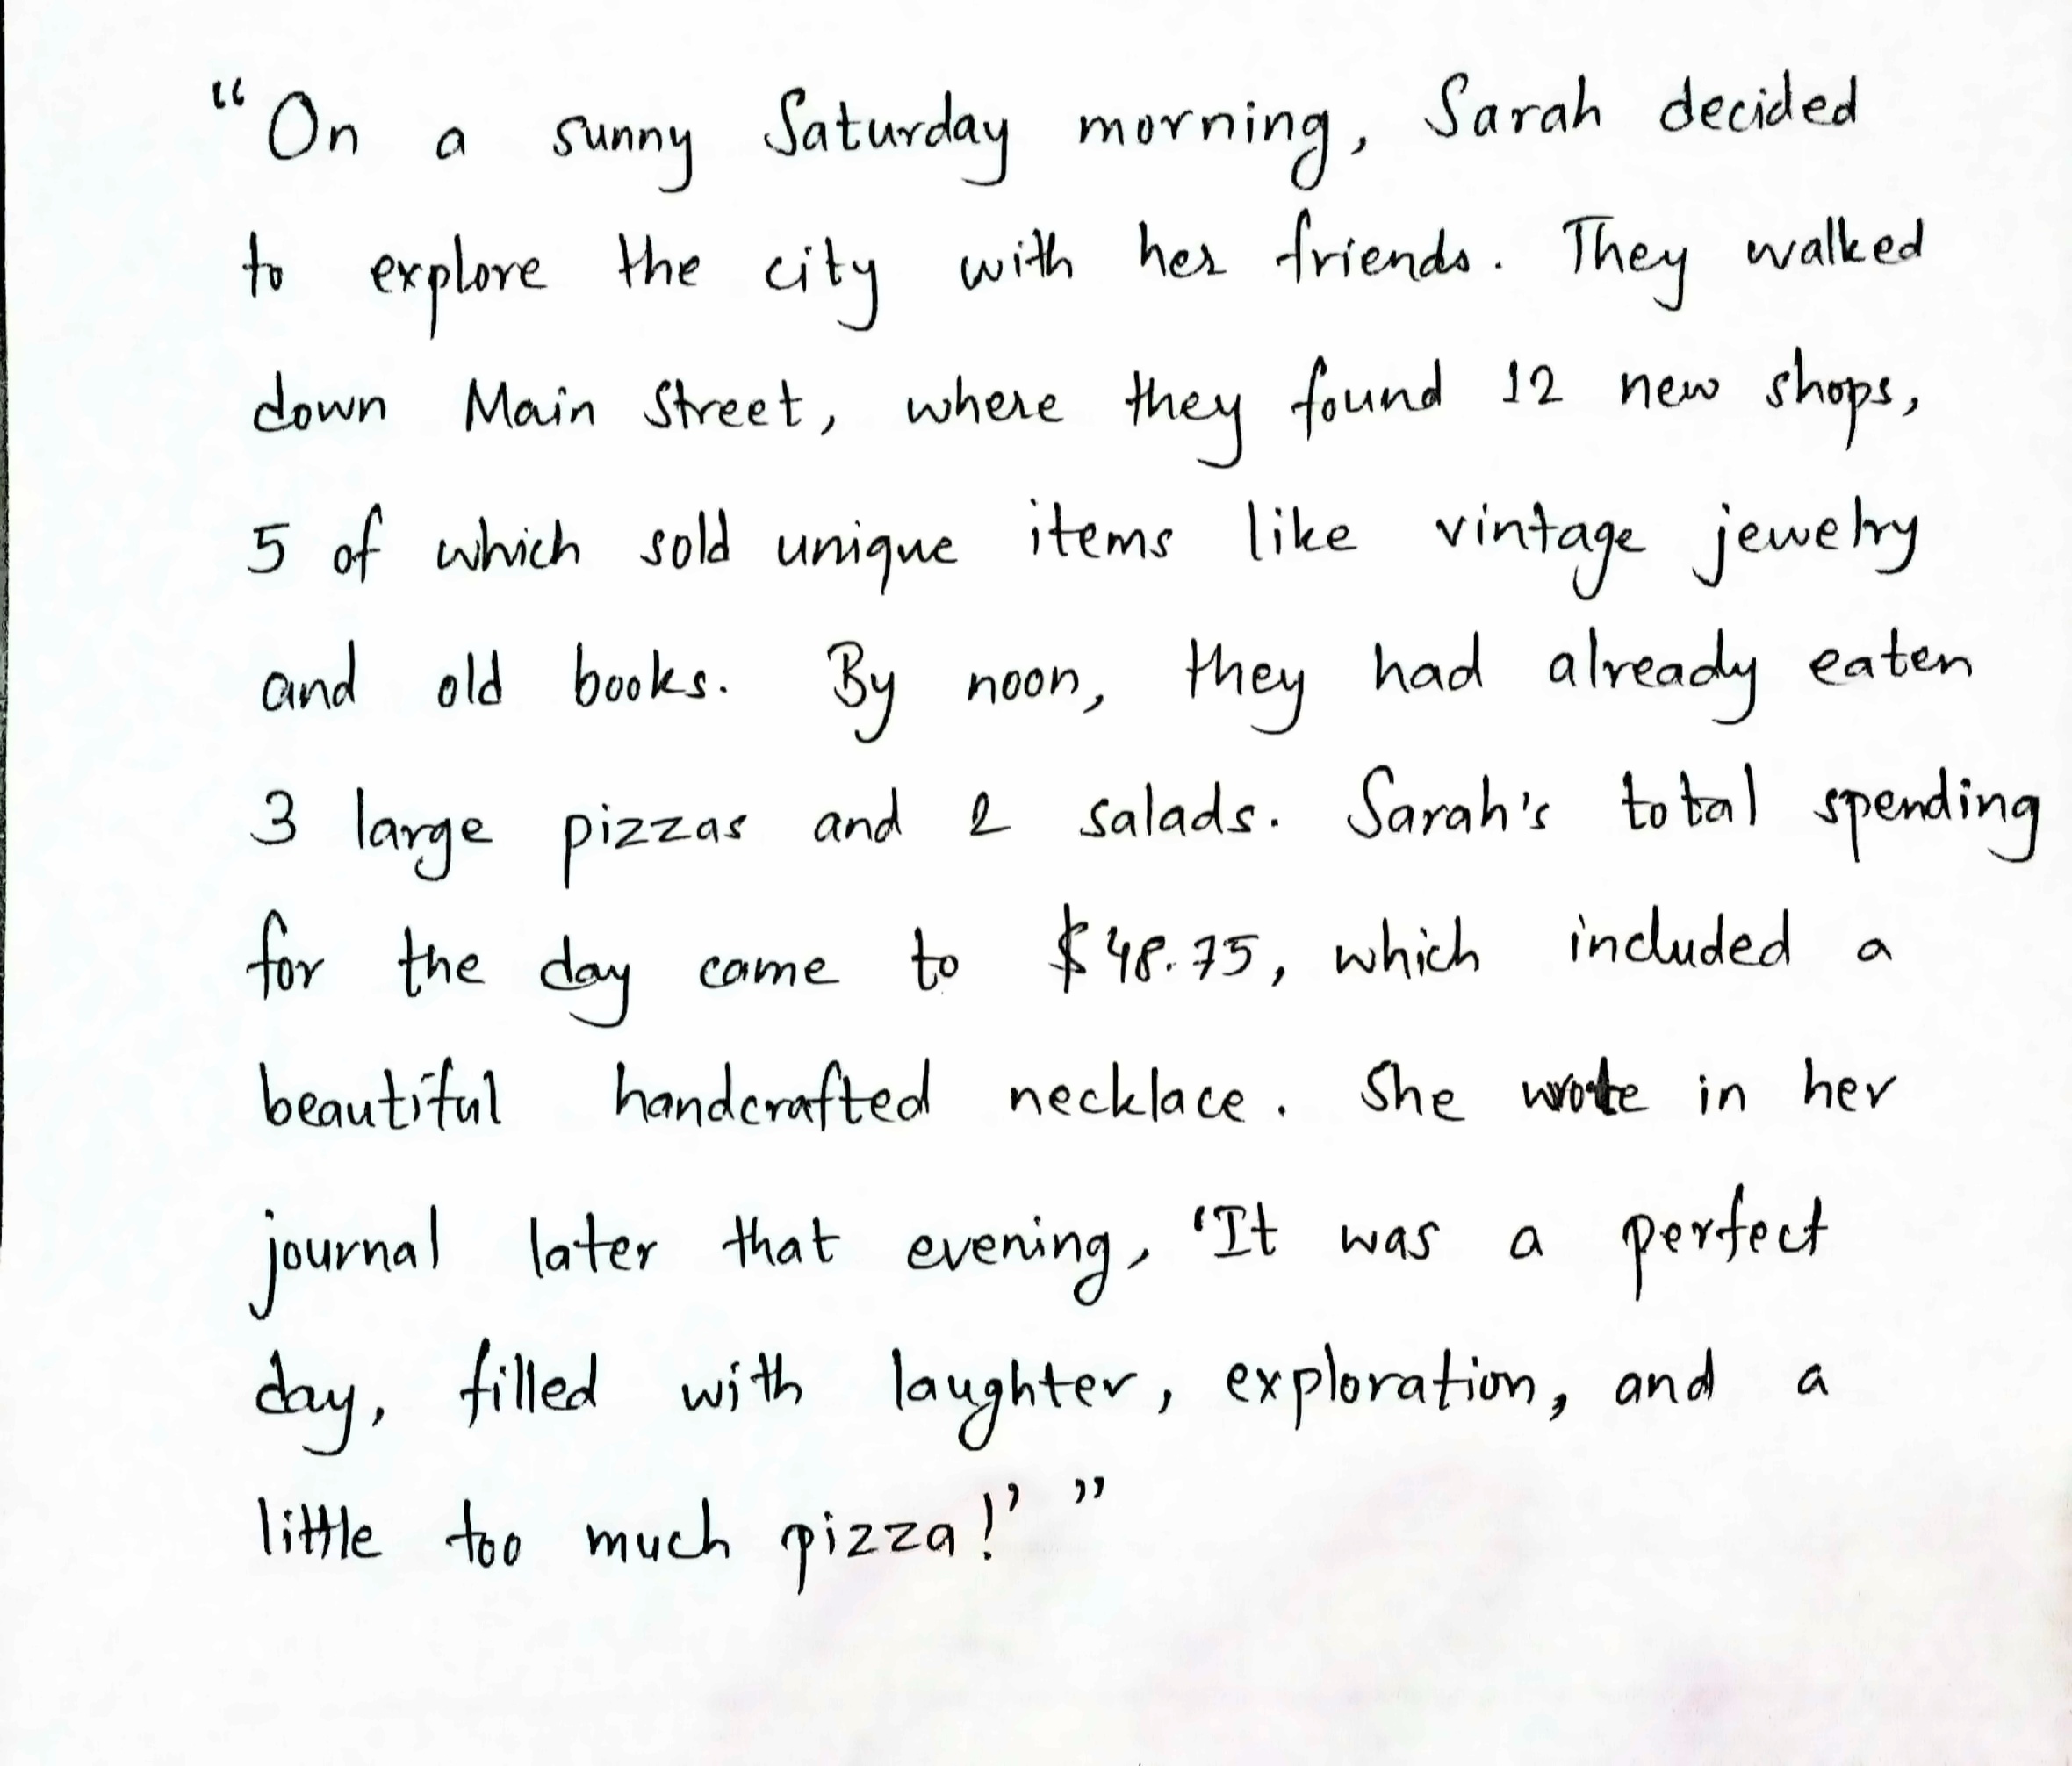 “On a sunny Saturday morning, Sarah decided
to explore the city with her friends. They walked
down Main Street, where they found 12 new shops,
5 of which sold unique items like vintage jewelry
and old books. By noon, they had already eaten
3 large pizzas and 2 salads. Sarah's total spending
for the day came to $48.75, which included a
beautiful handcrafted necklace. She wrote in her
journal later that evening, ‘It was a perfect
day, filled with laughter, exploration, and a
little too much pizza!’ ”